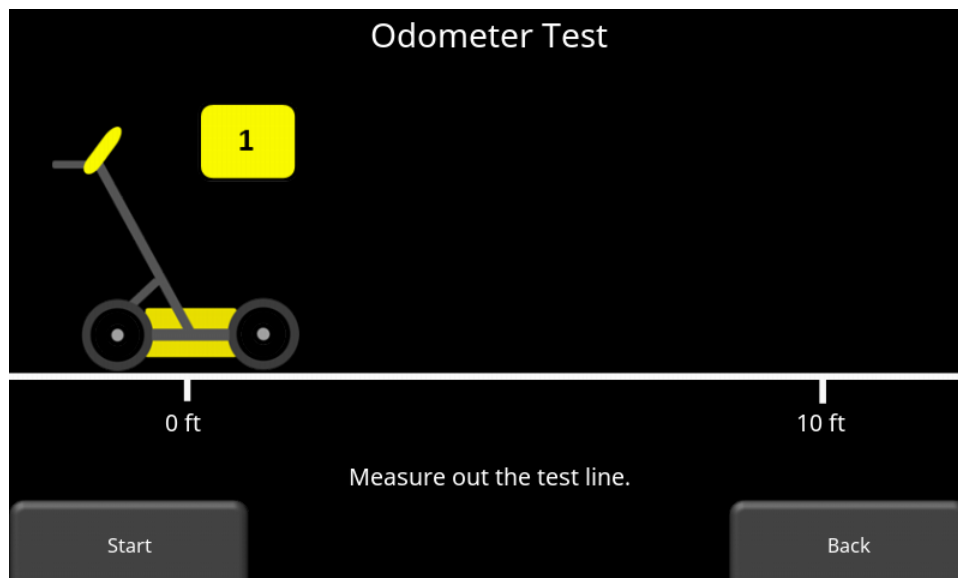 Odometer Test
1
0 ft
10 ft
Measure out the test line.
Start
Back